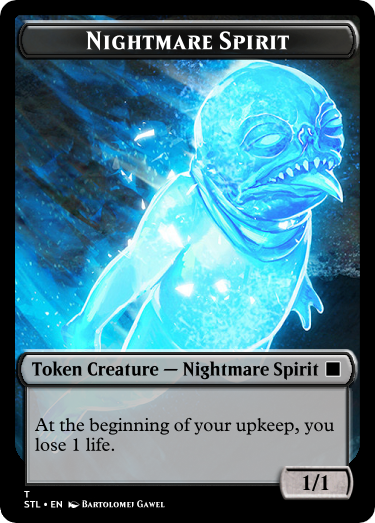 Nightmare Spirit
Token Creature — Nightmare Spirit
At the beginning of your upkeep, you
lose 1 life.
1/1
T
STL • EN Bartolomej Gawel